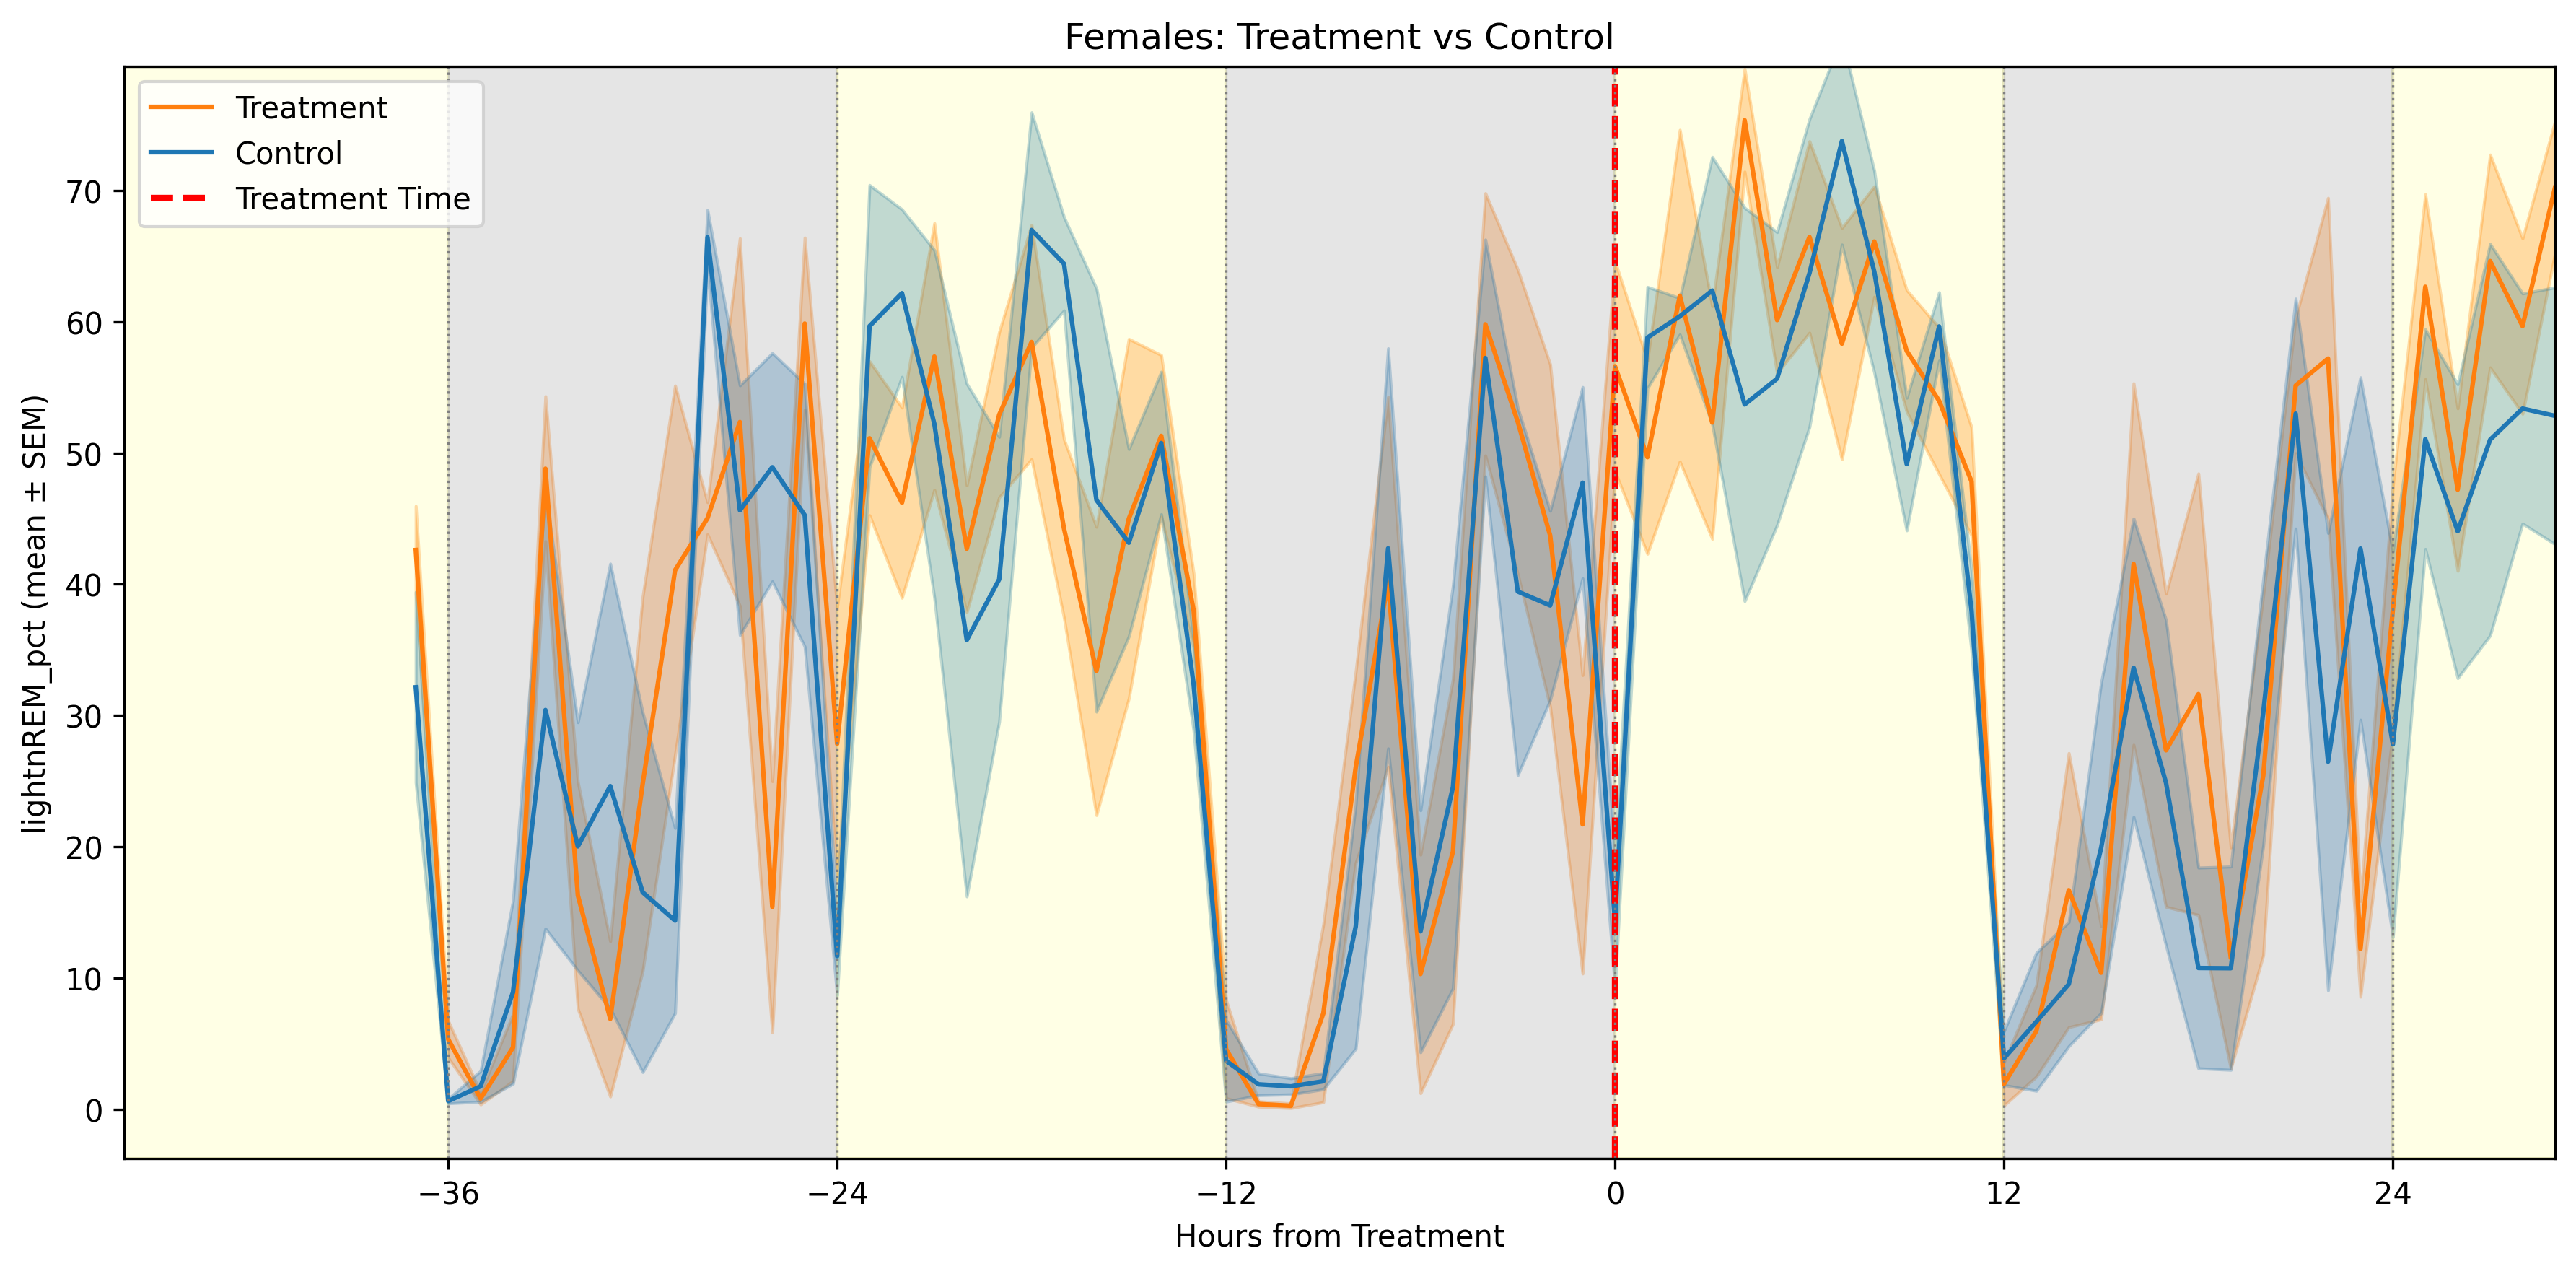 Females: Treatment vs Control
Treatment
Control
Treatment Time
lightnREM_pct (mean ± SEM)
70
60
50
40
30
20
10
0
−36 −24 −12 0 12 24
Hours from Treatment